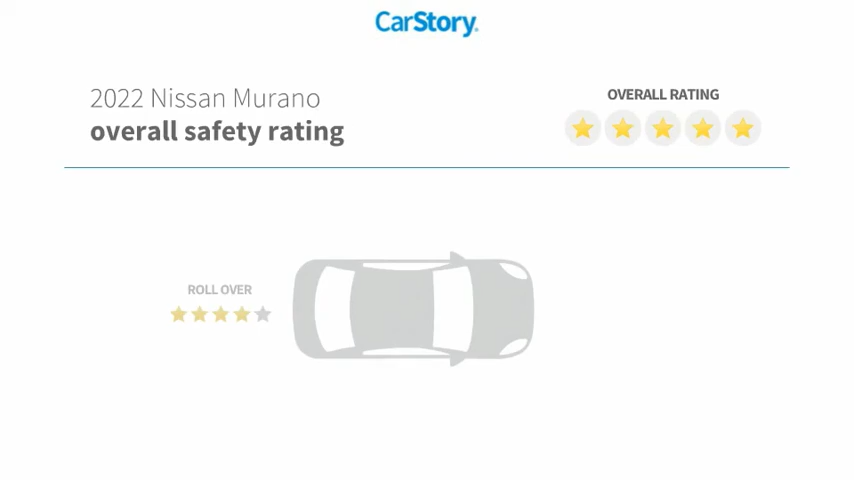 CarStory.
2022 Nissan Murano
overall safety rating
OVERALL RATING
ROLL OVER